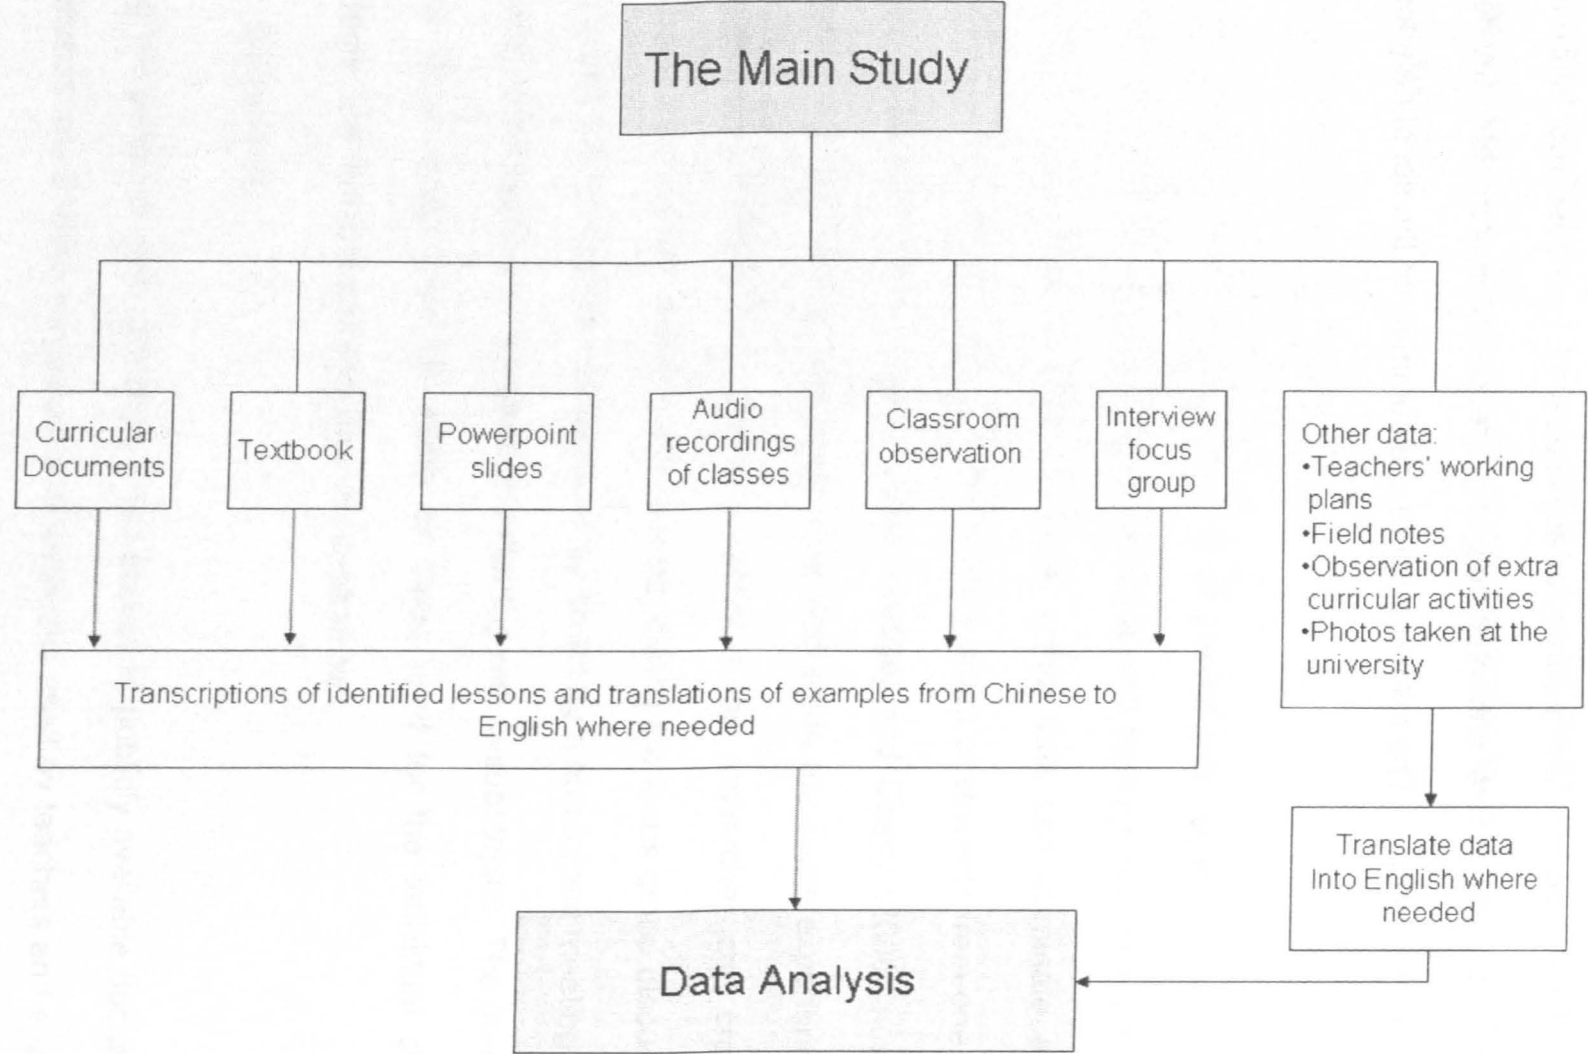 The Main Study
Curricular
Documents
Textbook
Powerpoint
slides
Audio
recordings
of classes
Classroom
observation
Interview
focus
group
Other data:
•Teachers' working
plans
•Field notes
•Observation of extra
curricular activities
•Photos taken at the
university
Transcriptions of identified lessons and translations of examples from Chinese to
English where needed
Translate data
Into English where
needed
Data Analysis